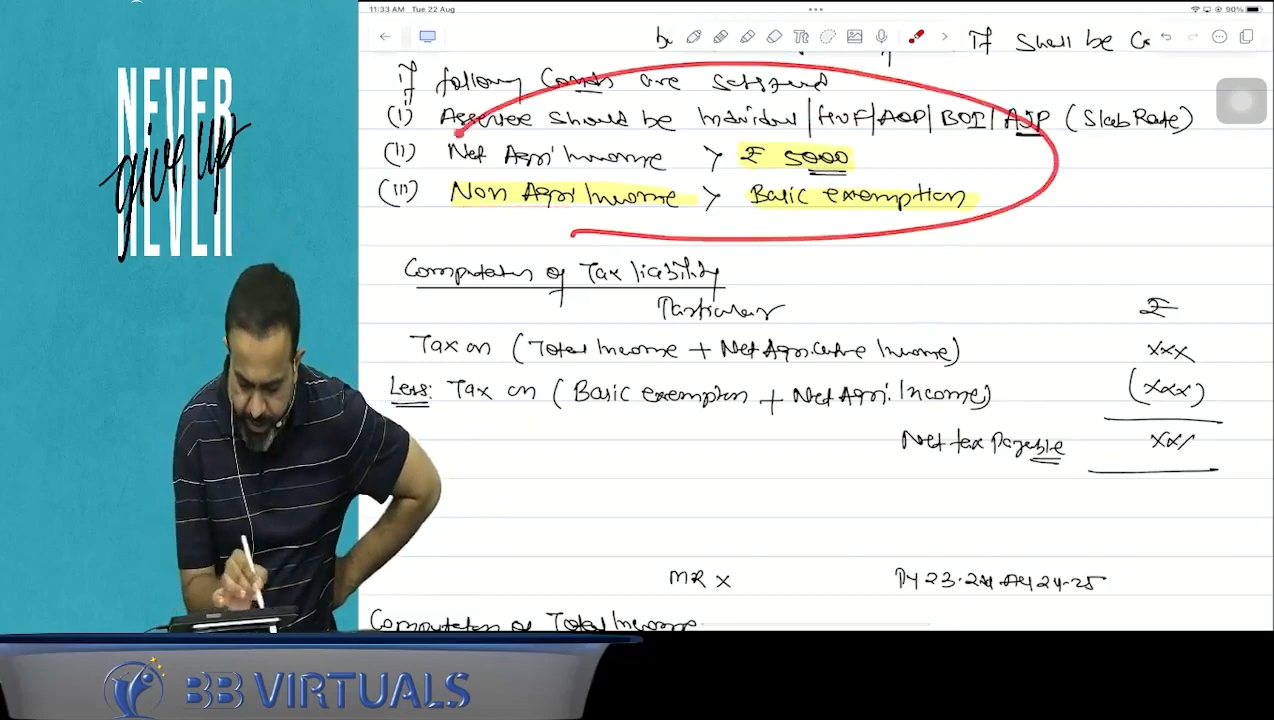 11:33 AM Tue 22 Aug
90%
NEVER
give up
NEVER
If shall be
If following Conds are satisfied
(i) Assessee should be Individual / HUF / AOP / BOI / AJP (Slab Rate)
(ii) Net Agri Income > ₹ 5000
(iii) Non Agri Income > Basic exemption
Computation of Tax liability
Particulars ₹
Tax on (Total Income + Net Agriculture Income) xxx
Less: Tax on (Basic exemption + Net Agri. Income) (xxx)
Net tax payable xxx
MR X PY 23-24 AY 24-25
Computation of Total Income
BB VIRTUALS